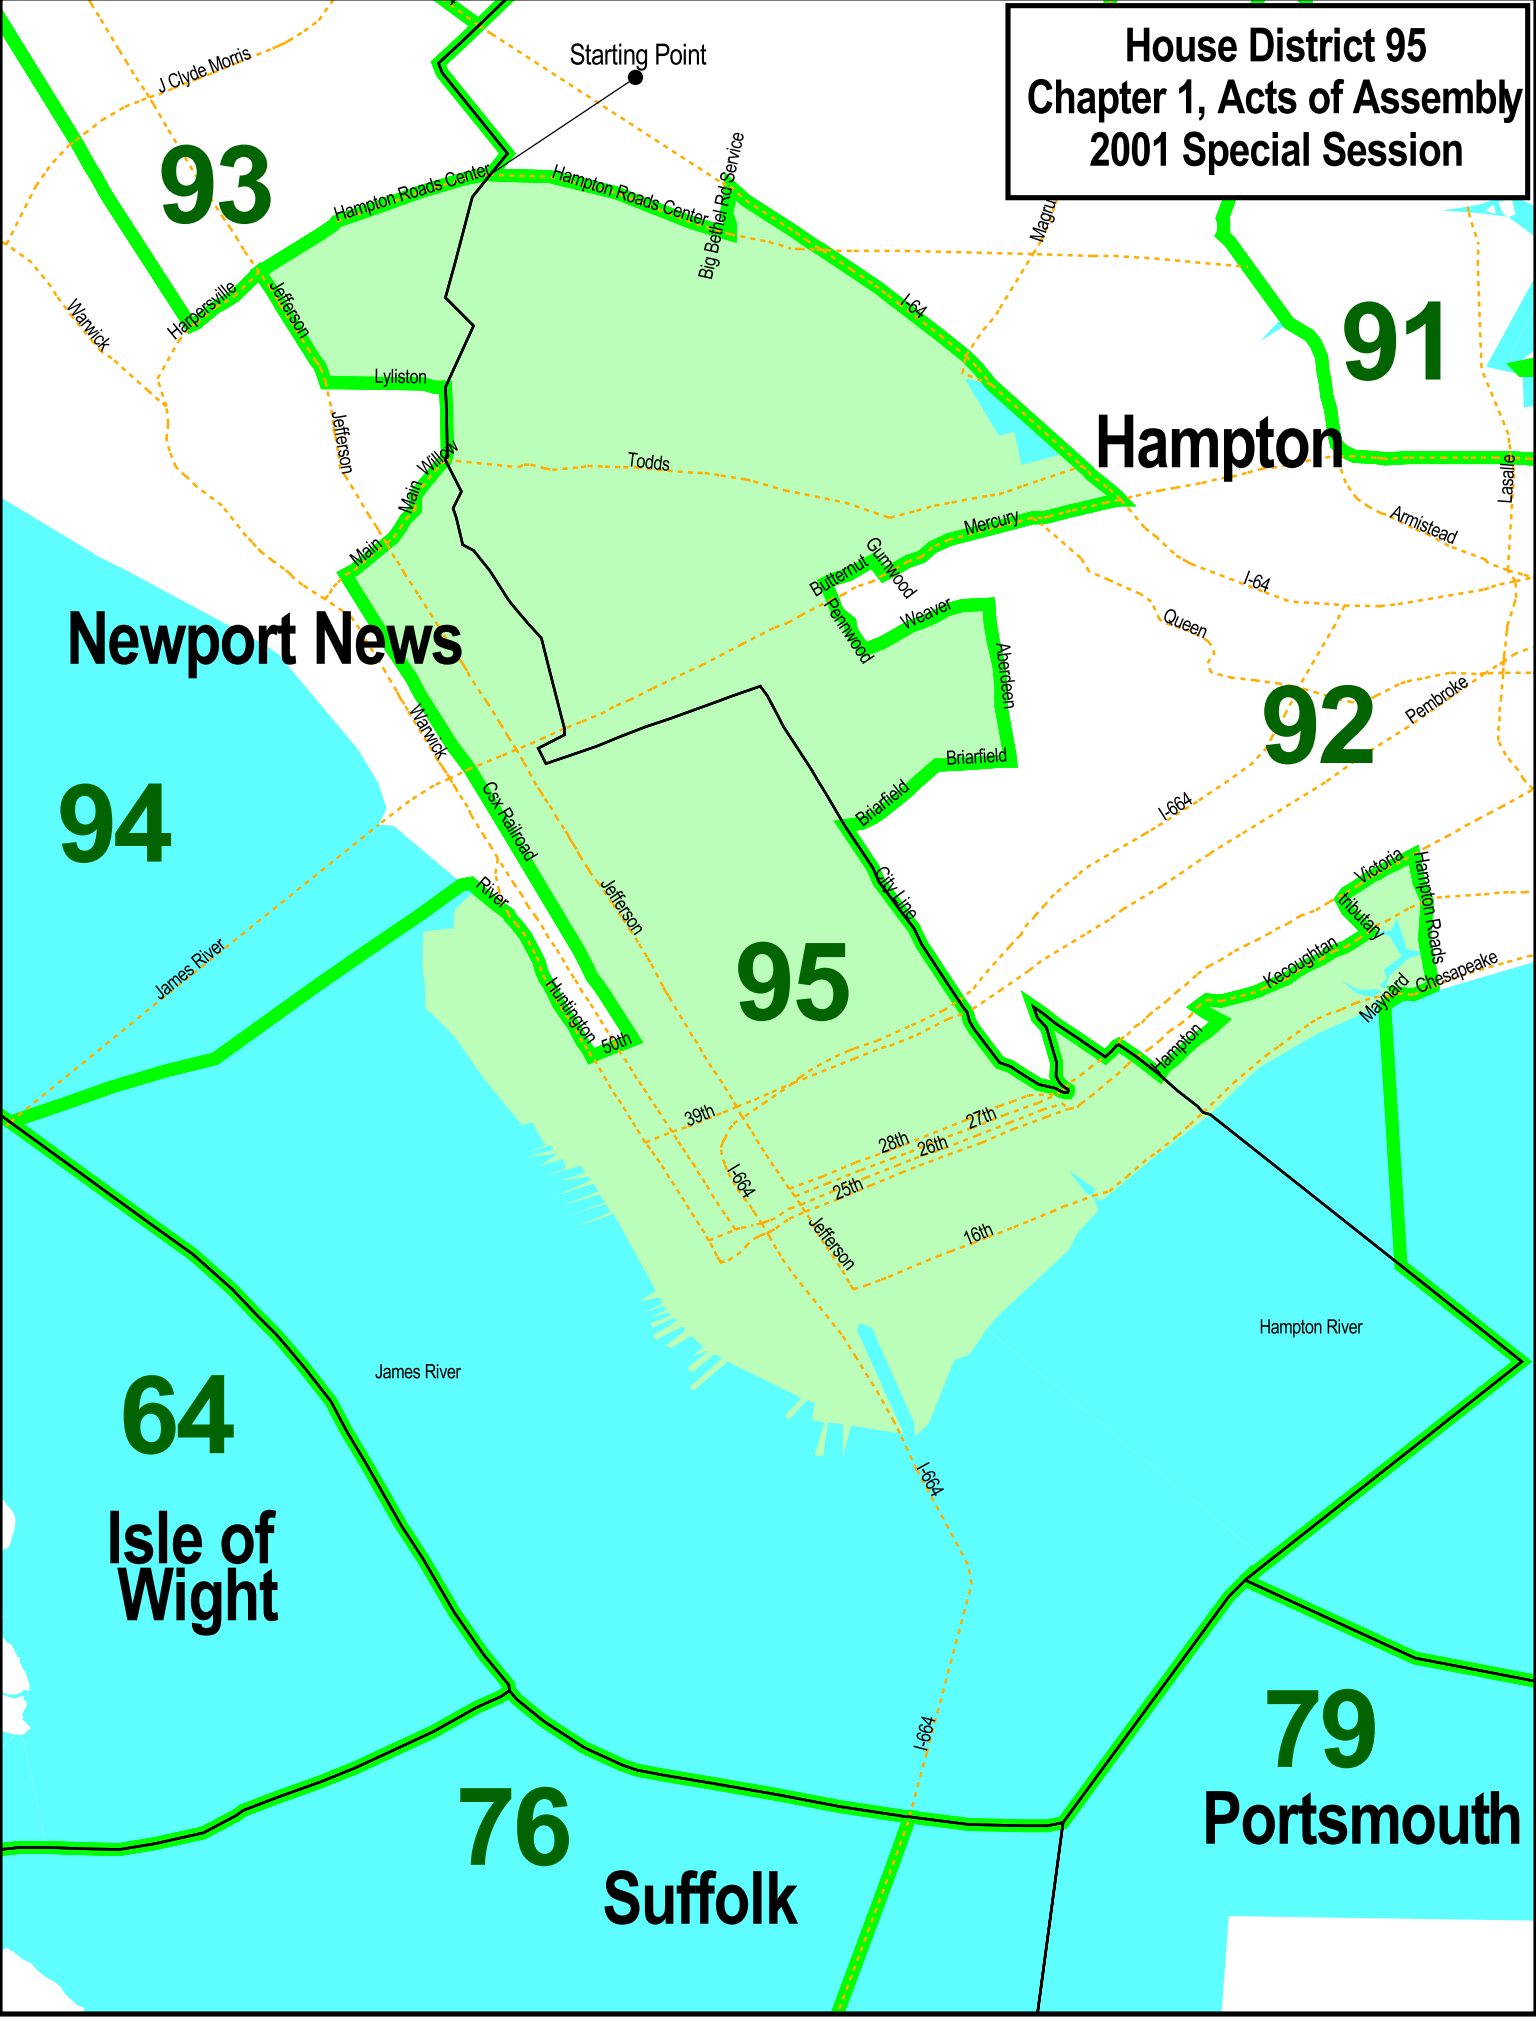 House District 95
Chapter 1, Acts of Assembly
2001 Special Session
Starting Point
J Clyde Morris
93
Hampton Roads Center
Hampton Roads Center
Big Bethel Rd Service
Magru
Harpersville
Jefferson
Warwick
I-64
91
Lyliston
Jefferson
Hampton
Willow
Main
Todds
Lasalle
Armistead
Mercury
Main
Gumwood
Butternut
I-64
Pennwood
Weaver
Queen
Newport News
Aberdeen
92
Pembroke
Warwick
Briarfield
94
Csx Railroad
Briarfield
I-664
River
Jefferson
City Line
Victoria
Hampton Roads
tributary
95
James River
Kecoughtan
Chesapeake
Maynard
Huntington
50th
Hampton
39th
27th
28th
26th
I-664
25th
Jefferson
16th
Hampton River
James River
64
I-664
Isle of
Wight
79
I-664
76
Portsmouth
Suffolk